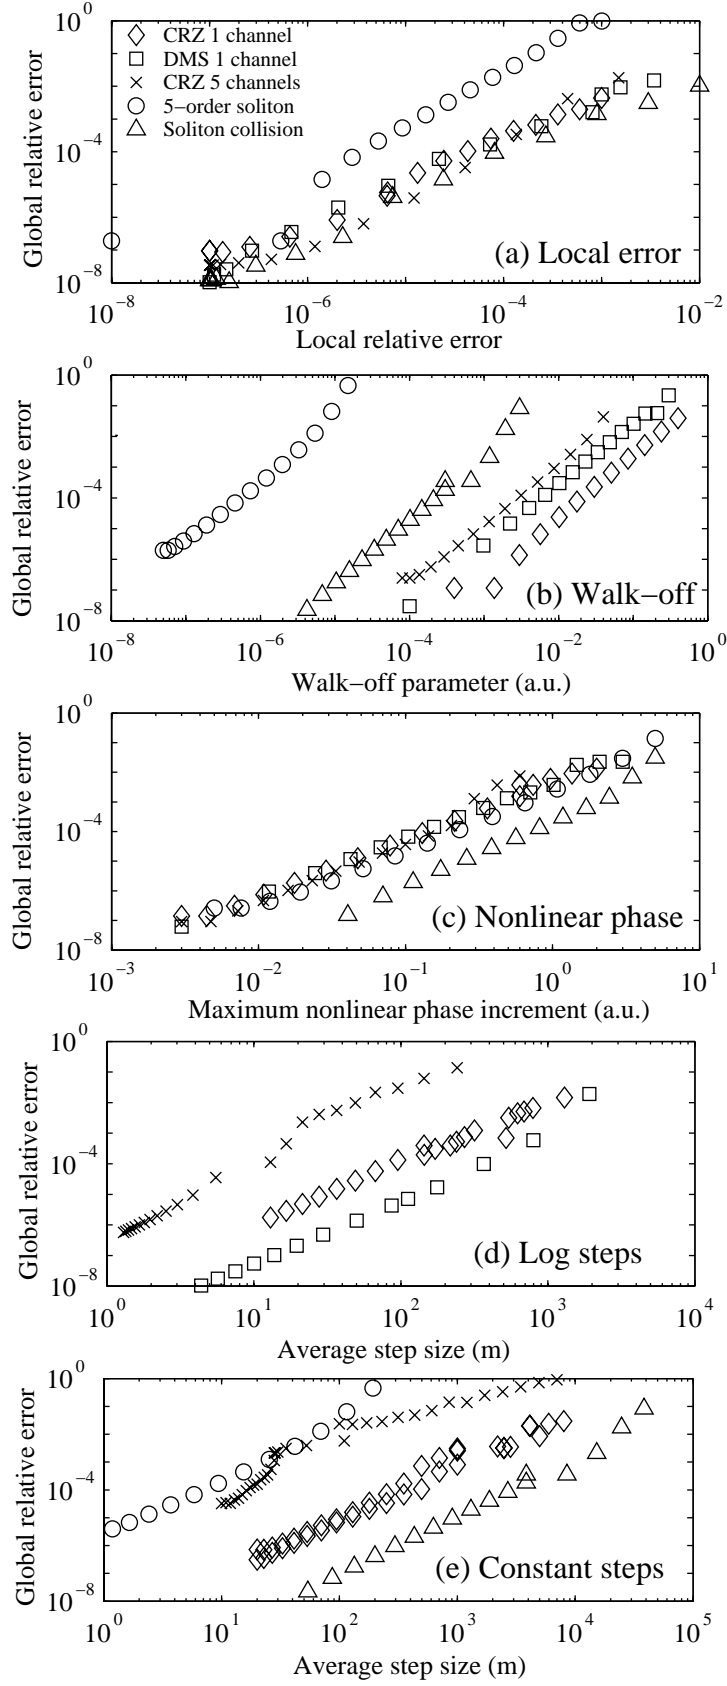 10^0
CRZ 1 channel
DMS 1 channel
CRZ 5 channels
5−order soliton
Soliton collision
10^−4
10^−8
Global relative error
(a) Local error
10^−8 10^−6 10^−4 10^−2
Local relative error
10^0
10^−4
10^−8
Global relative error
(b) Walk−off
10^−8 10^−6 10^−4 10^−2 10^0
Walk−off parameter (a.u.)
10^0
10^−4
10^−8
Global relative error
(c) Nonlinear phase
10^−3 10^−2 10^−1 10^0 10^1
Maximum nonlinear phase increment (a.u.)
10^0
10^−4
10^−8
Global relative error
(d) Log steps
10^0 10^1 10^2 10^3 10^4
Average step size (m)
10^0
10^−4
10^−8
Global relative error
(e) Constant steps
10^0 10^1 10^2 10^3 10^4 10^5
Average step size (m)